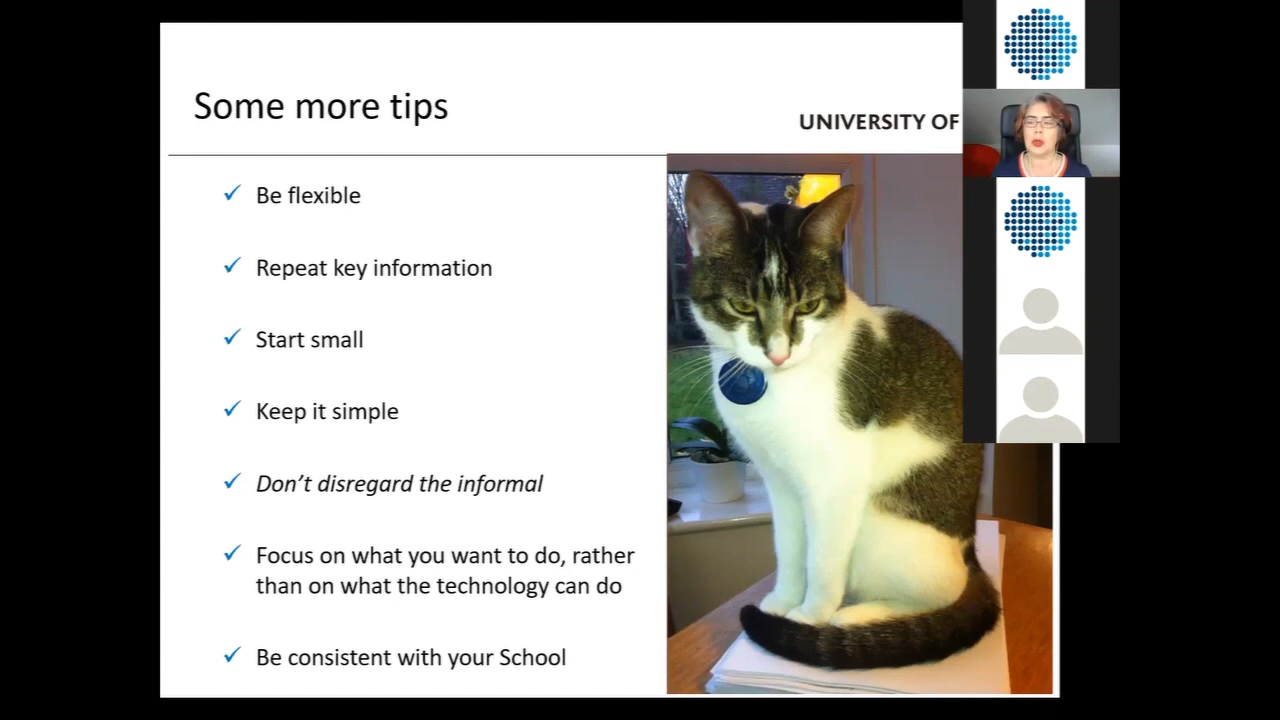 Some more tips
UNIVERSITY OF
✓ Be flexible
✓ Repeat key information
✓ Start small
✓ Keep it simple
✓ Don’t disregard the informal
✓ Focus on what you want to do, rather
than on what the technology can do
✓ Be consistent with your School